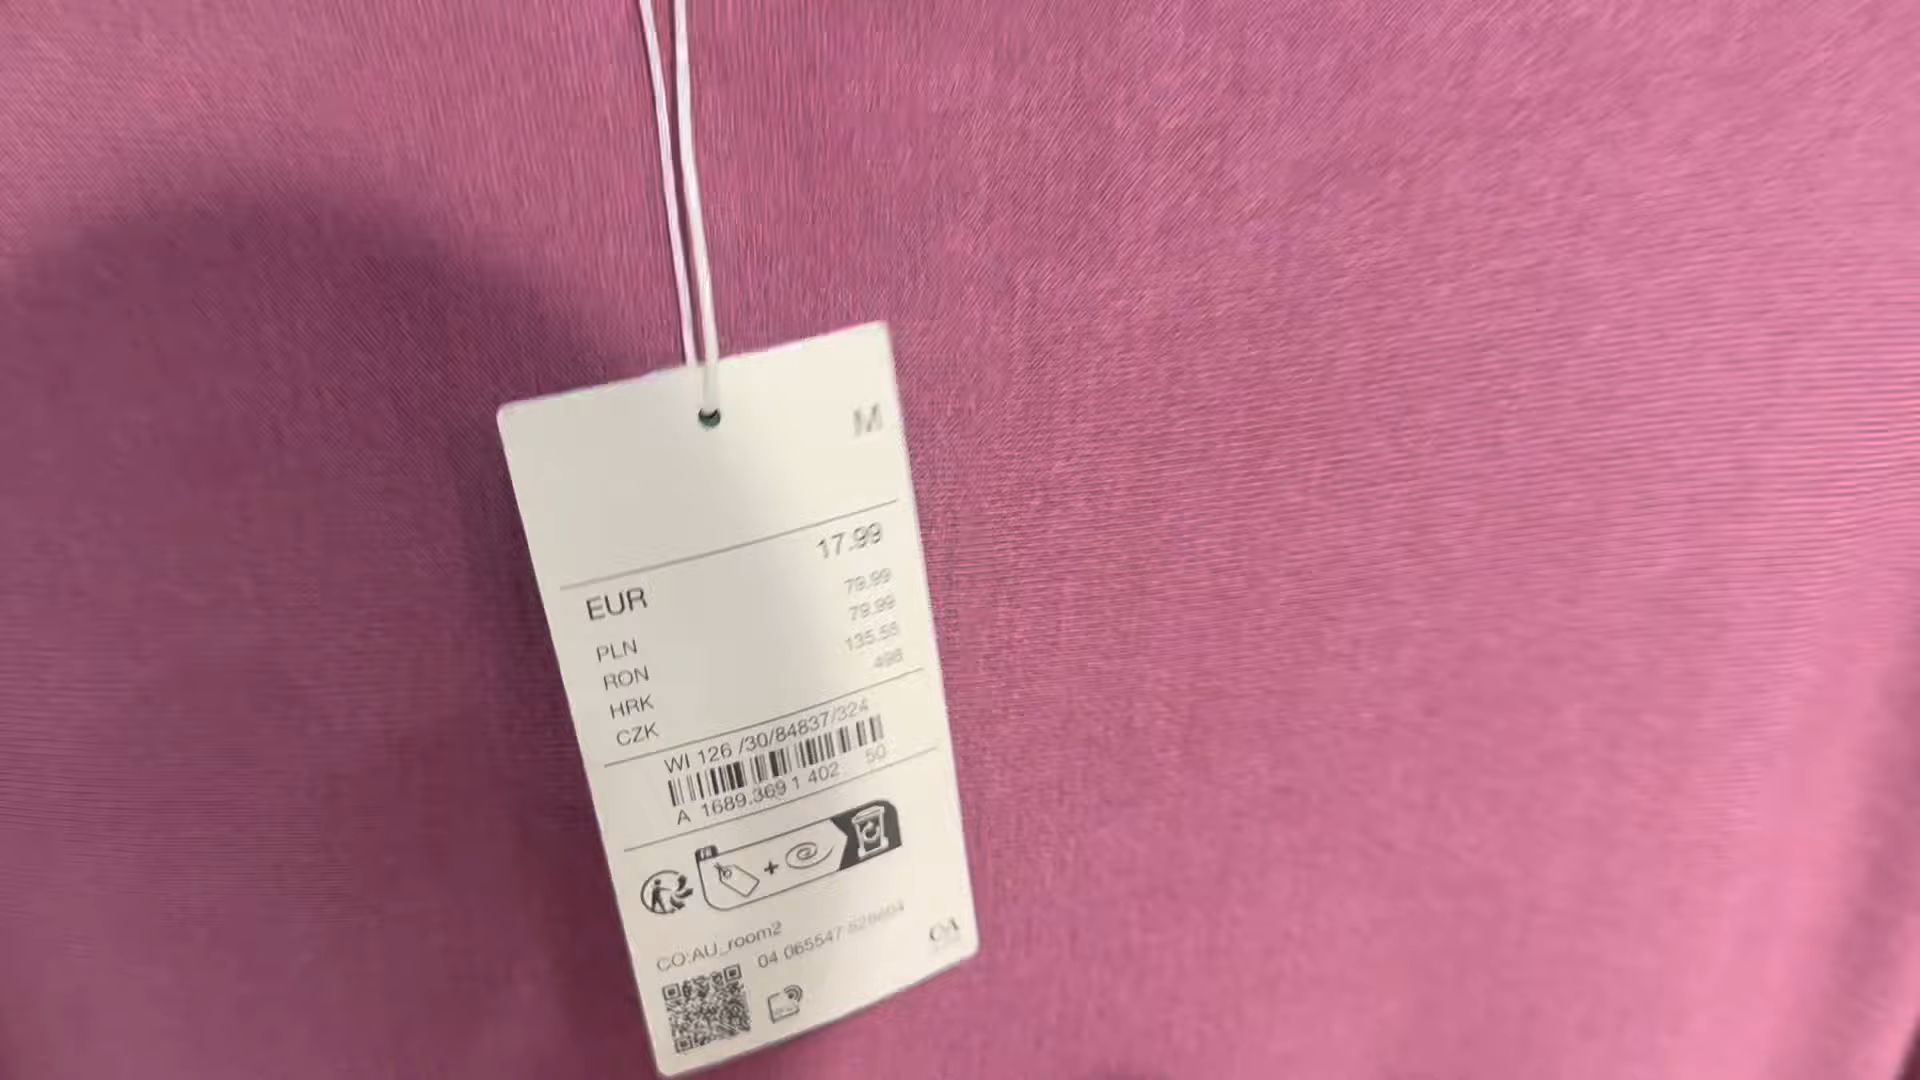 M
17.99
EUR 79.99
PLN 79.99
RON 135.55
HRK 498
CZK
WI 126 /30/84837/324
A 1689.369 1 402 50
FR
+
CO:AU_room2
04 065547
C&A